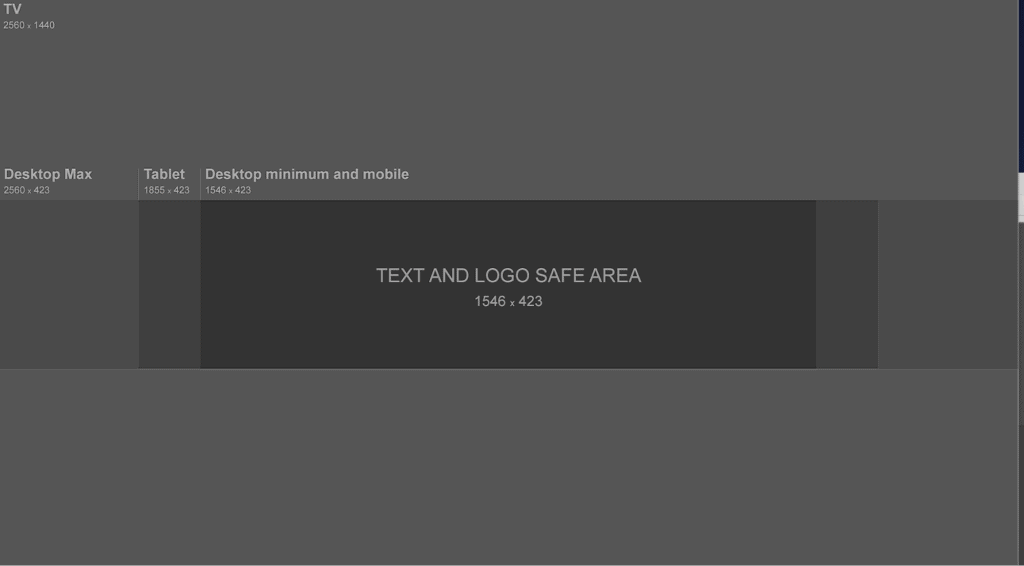 TV
2560 x 1440
Desktop Max
2560 x 423
Tablet
1855 x 423
Desktop minimum and mobile
1546 x 423
TEXT AND LOGO SAFE AREA
1546 x 423